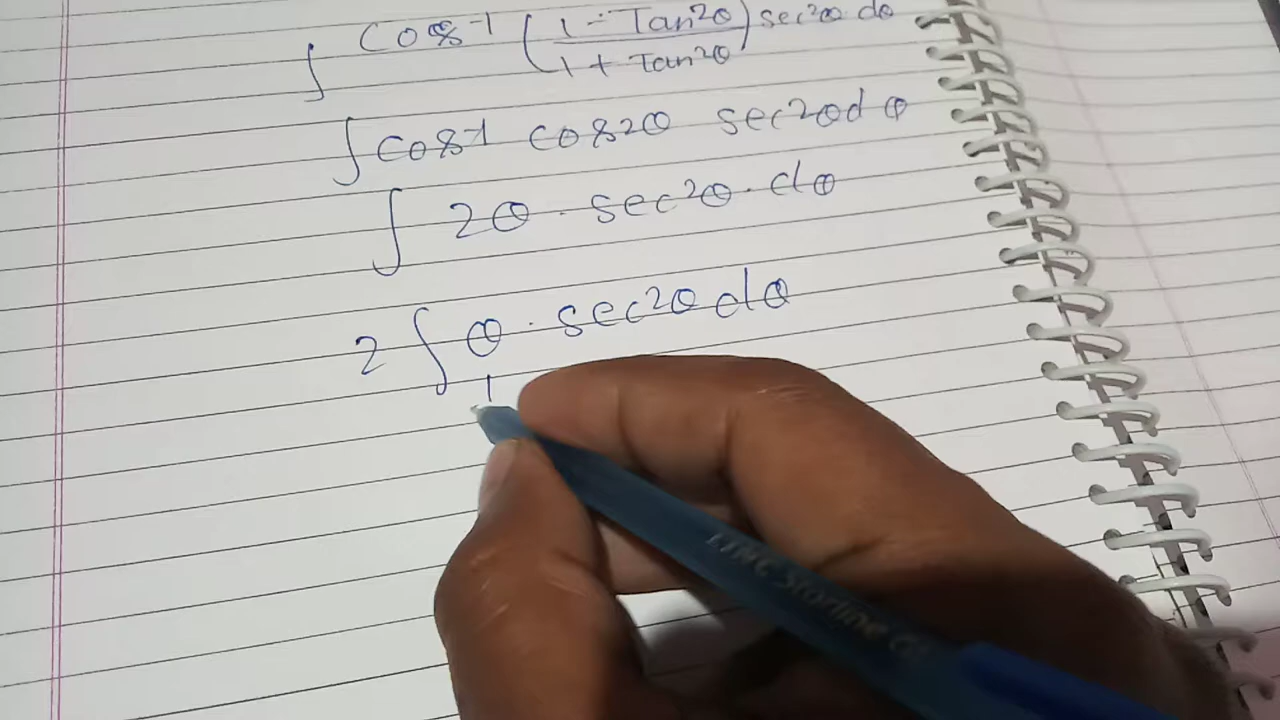 ∫ cos⁻¹ (1 - Tan²θ / 1 + Tan²θ) sec²θ dθ
∫ cos⁻¹ cos2θ sec²θ dθ
∫ 2θ · sec²θ · dθ
2 ∫ θ · sec²θ dθ